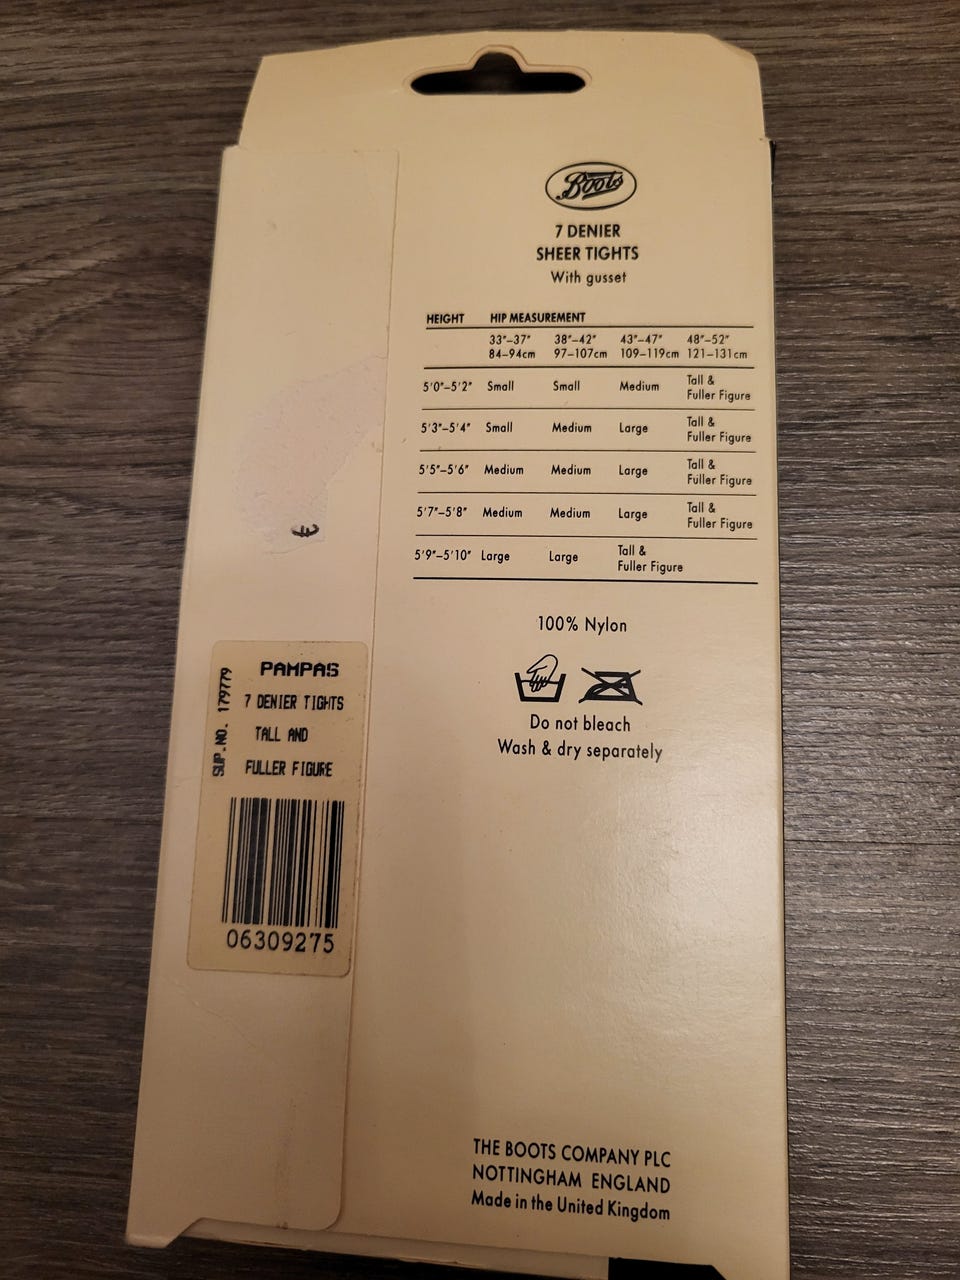 Boots
7 DENIER
SHEER TIGHTS
With gusset
HEIGHT HIP MEASUREMENT
33"–37" 38"–42" 43"–47" 48"–52"
84–94cm 97–107cm 109–119cm 121–131cm
5'0"–5'2" Small Small Medium Tall &
Fuller Figure
5'3"–5'4" Small Medium Large Tall &
Fuller Figure
5'5"–5'6" Medium Medium Large Tall &
Fuller Figure
5'7"–5'8" Medium Medium Large Tall &
Fuller Figure
5'9"–5'10" Large Large Tall &
Fuller Figure
100% Nylon
Do not bleach
Wash & dry separately
SUP.NO. 179779
PAMPAS
7 DENIER TIGHTS
TALL AND
FULLER FIGURE
06309275
THE BOOTS COMPANY PLC
NOTTINGHAM ENGLAND
Made in the United Kingdom